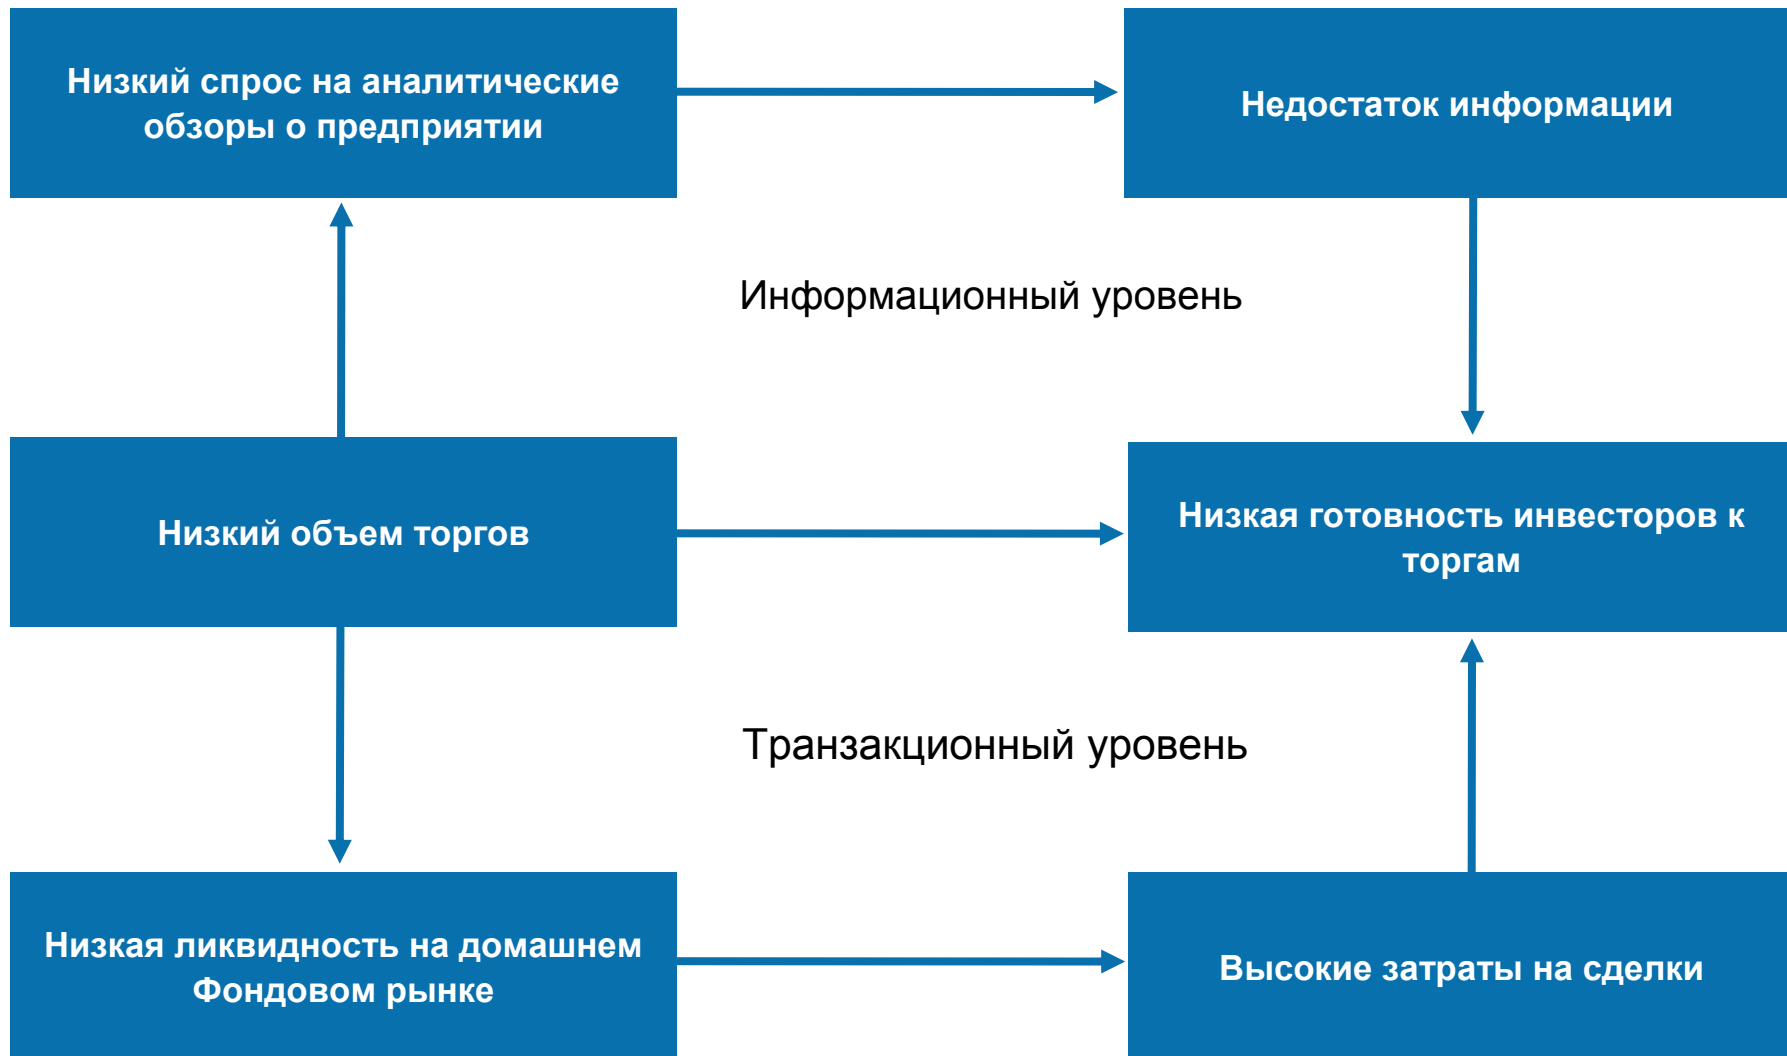 Низкий спрос на аналитические
обзоры о предприятии
Недостаток информации
Информационный уровень
Низкий объем торгов
Низкая готовность инвесторов к
торгам
Транзакционный уровень
Низкая ликвидность на домашнем
Фондовом рынке
Высокие затраты на сделки